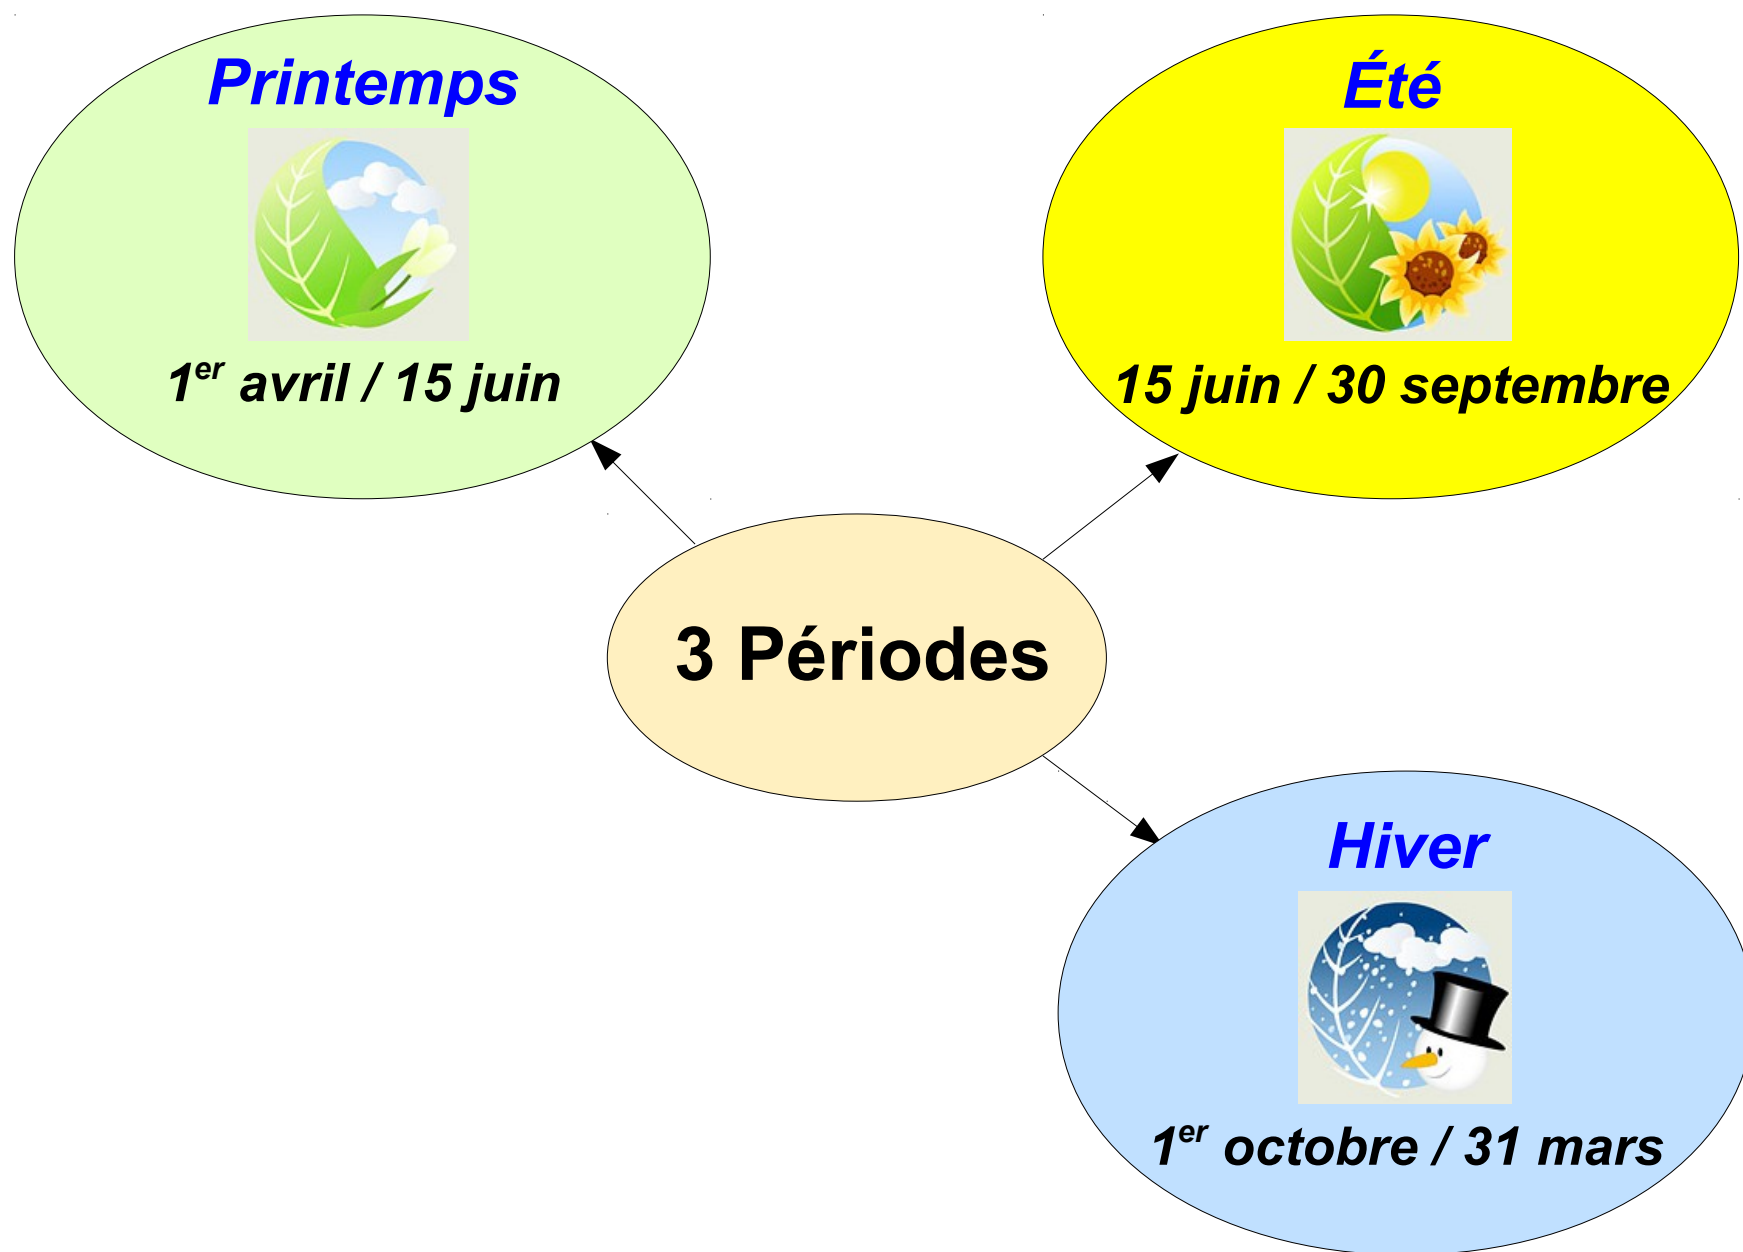 Printemps
1er avril / 15 juin
Été
15 juin / 30 septembre
3 Périodes
Hiver
1er octobre / 31 mars